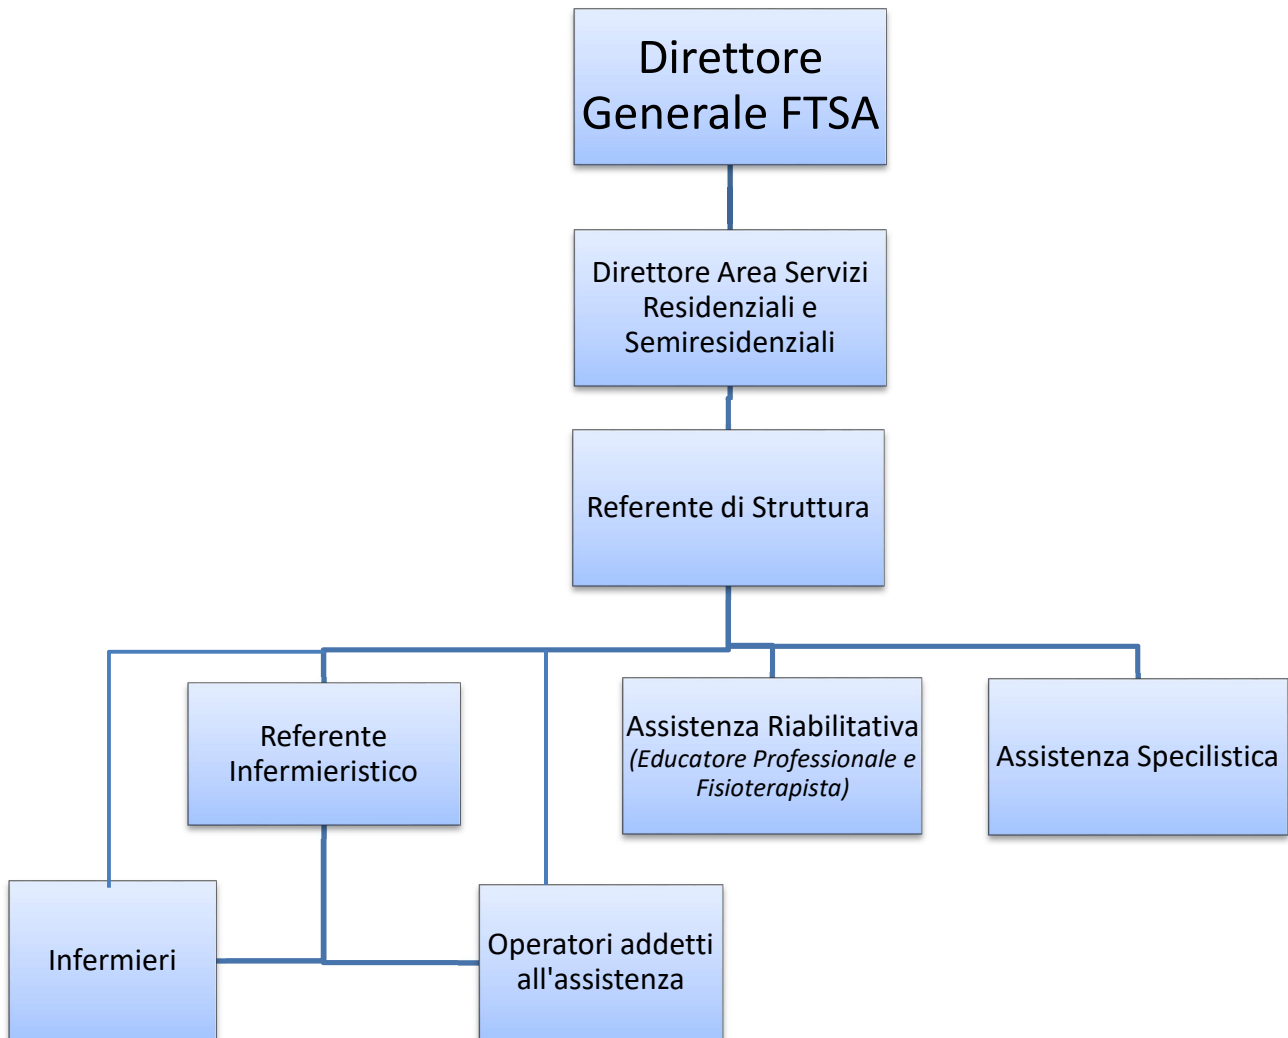 Direttore
Generale FTSA
Direttore Area Servizi
Residenziali e
Semiresidenziali
Referente di Struttura
Referente
Infermieristico
Assistenza Riabilitativa
(Educatore Professionale e
Fisioterapista)
Assistenza Specilistica
Infermieri
Operatori addetti
all'assistenza